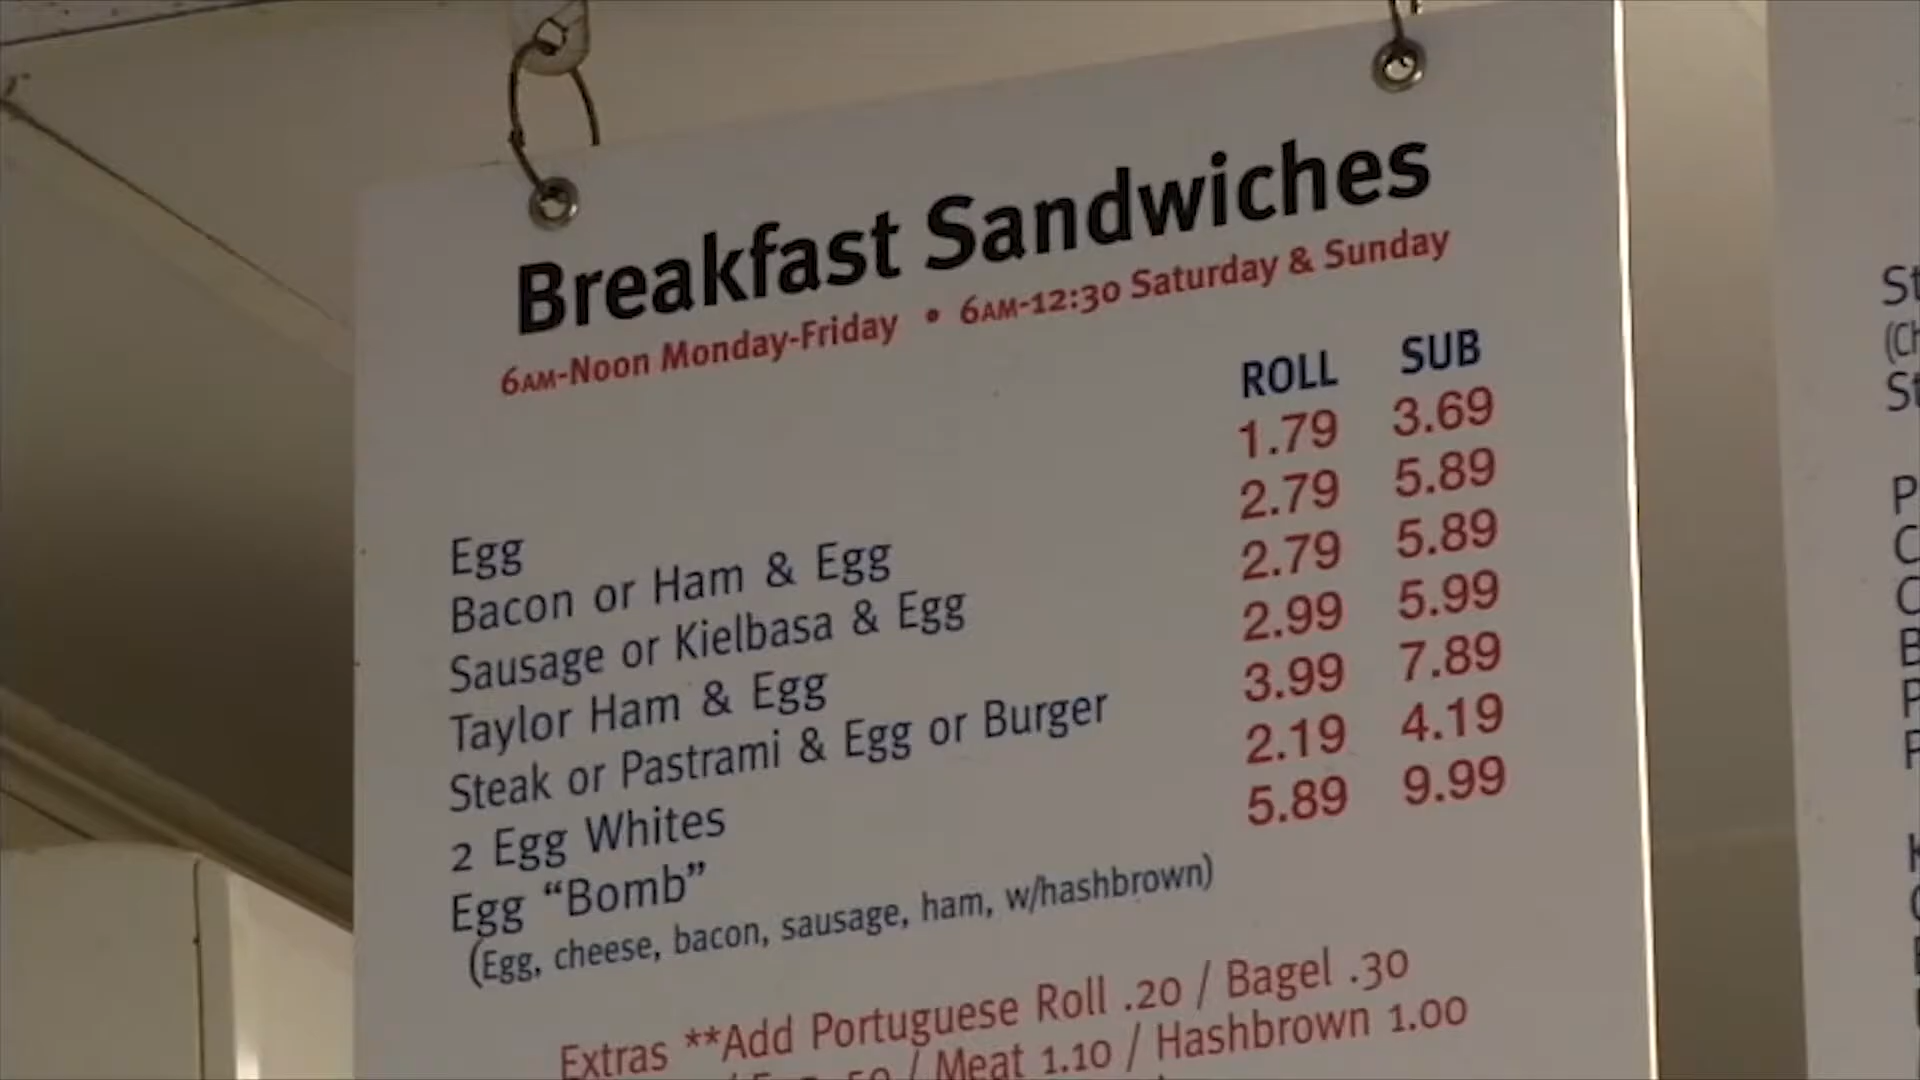 Breakfast Sandwiches
6AM-Noon Monday-Friday • 6AM-12:30 Saturday & Sunday
ROLL SUB
Egg 1.79 3.69
Bacon or Ham & Egg 2.79 5.89
Sausage or Kielbasa & Egg 2.79 5.89
Taylor Ham & Egg 2.99 5.99
Steak or Pastrami & Egg or Burger 3.99 7.89
2 Egg Whites 2.19 4.19
Egg “Bomb” 5.89 9.99
(Egg, cheese, bacon, sausage, ham, w/hashbrown)
Extras **Add Portuguese Roll .20 / Bagel .30
/ Meat 1.10 / Hashbrown 1.00